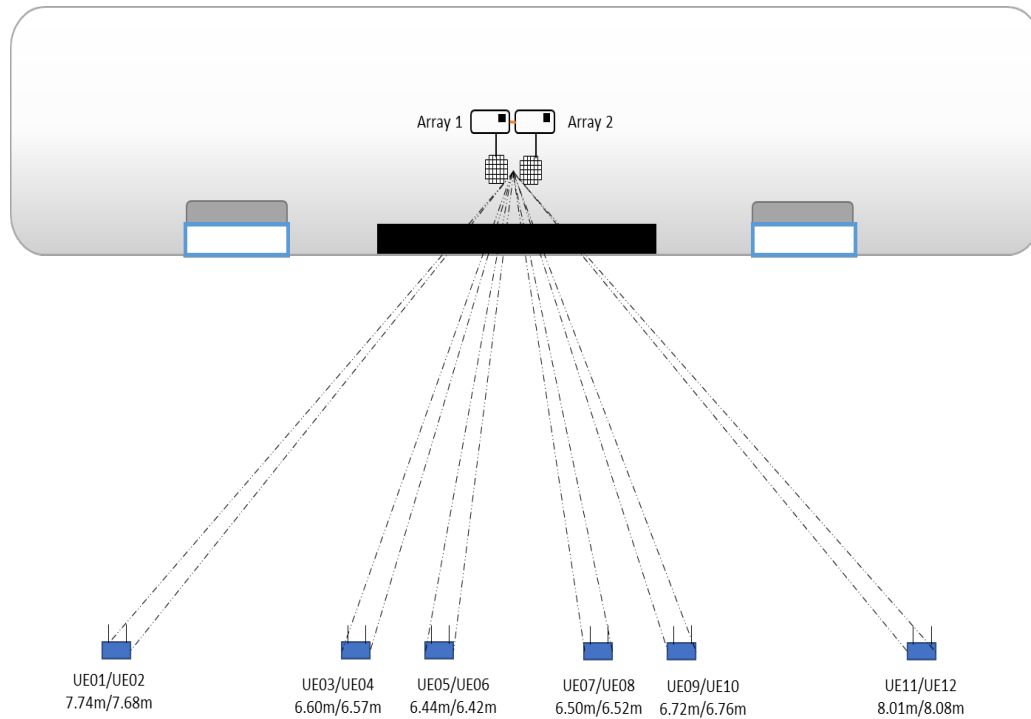 Array 1
Array 2
UE01/UE02
7.74m/7.68m
UE03/UE04
6.60m/6.57m
UE05/UE06
6.44m/6.42m
UE07/UE08
6.50m/6.52m
UE09/UE10
6.72m/6.76m
UE11/UE12
8.01m/8.08m